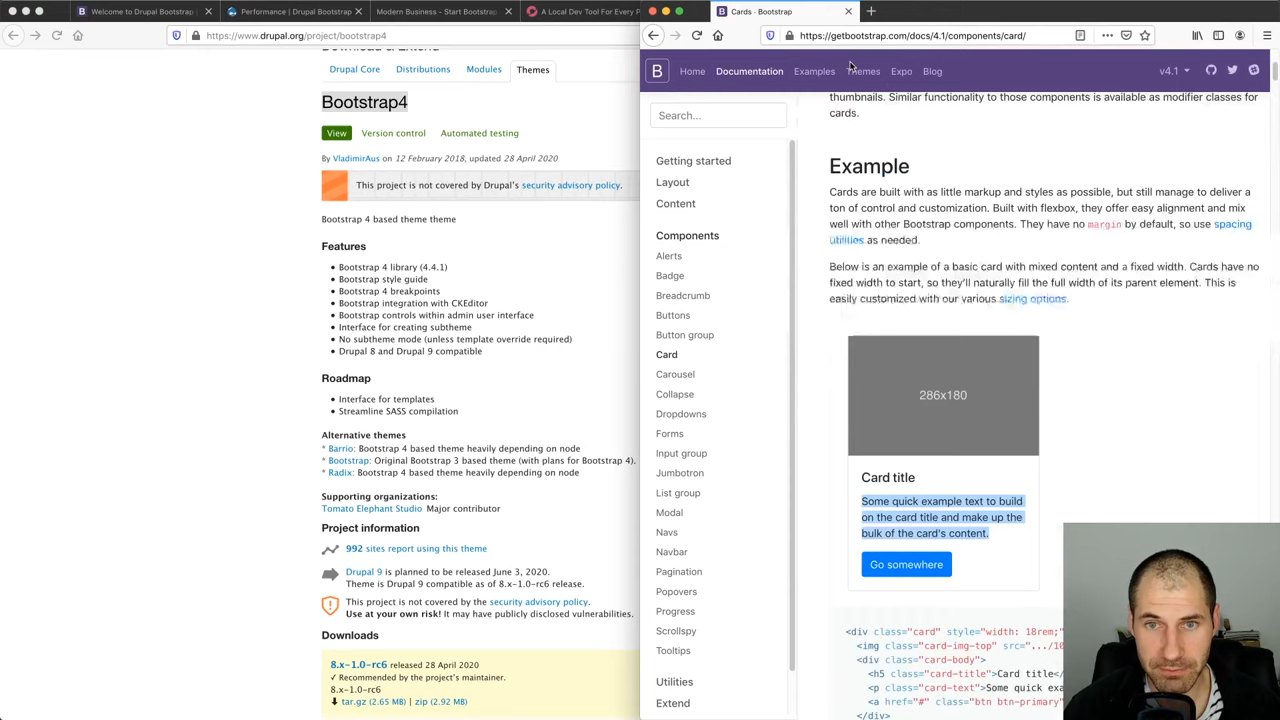 Welcome to Drupal Bootstrap
Performance | Drupal Bootstrap
Modern Business - Start Bootstrap
A Local Dev Tool For Every P
https://www.drupal.org/project/bootstrap4
Drupal Core
Distributions
Modules
Themes
Bootstrap4
View
Version control
Automated testing
By VladimirAus on 12 February 2018, updated 28 April 2020
This project is not covered by Drupal's security advisory policy.
Bootstrap 4 based theme theme
Features
• Bootstrap 4 library (4.4.1)
• Bootstrap style guide
• Bootstrap 4 breakpoints
• Bootstrap integration with CKEditor
• Bootstrap controls within admin user interface
• Interface for creating subtheme
• No subtheme mode (unless template override required)
• Drupal 8 and Drupal 9 compatible
Roadmap
• Interface for templates
• Streamline SASS compilation
Alternative themes
* Barrio: Bootstrap 4 based theme heavily depending on node
* Bootstrap: Original Bootstrap 3 based theme (with plans for Bootstrap 4).
* Radix: Bootstrap 4 based theme heavily depending on node
Supporting organizations:
Tomato Elephant Studio Major contributor
Project information
992 sites report using this theme
Drupal 9 is planned to be released June 3, 2020.
Theme is Drupal 9 compatible as of 8.x-1.0-rc6 release.
This project is not covered by the security advisory policy.
Use at your own risk! It may have publicly disclosed vulnerabilities.
Downloads
8.x-1.0-rc6 released 28 April 2020
✓ Recommended by the project's maintainer.
8.x-1.0-rc6
tar.gz (2.65 MB) | zip (2.92 MB)
Cards · Bootstrap
https://getbootstrap.com/docs/4.1/components/card/
B
Home
Documentation
Examples
Themes
Expo
Blog
v4.1
Search...
Getting started
Layout
Content
Components
Alerts
Badge
Breadcrumb
Buttons
Button group
Card
Carousel
Collapse
Dropdowns
Forms
Input group
Jumbotron
List group
Modal
Navs
Navbar
Pagination
Popovers
Progress
Scrollspy
Tooltips
Utilities
Extend
thumbnails. Similar functionality to those components is available as modifier classes for
cards.
Example
Cards are built with as little markup and styles as possible, but still manage to deliver a
ton of control and customization. Built with flexbox, they offer easy alignment and mix
well with other Bootstrap components. They have no margin by default, so use spacing
utilities as needed.
Below is an example of a basic card with mixed content and a fixed width. Cards have no
fixed width to start, so they'll naturally fill the full width of its parent element. This is
easily customized with our various sizing options.
286x180
Card title
Some quick example text to build
on the card title and make up the
bulk of the card's content.
Go somewhere
<div class="card" style="width: 18rem;"
<img class="card-img-top" src=".../10
<div class="card-body">
<h5 class="card-title">Card title</
<p class="card-text">Some quick exa
<a href="#" class="btn btn-primary"
</div>